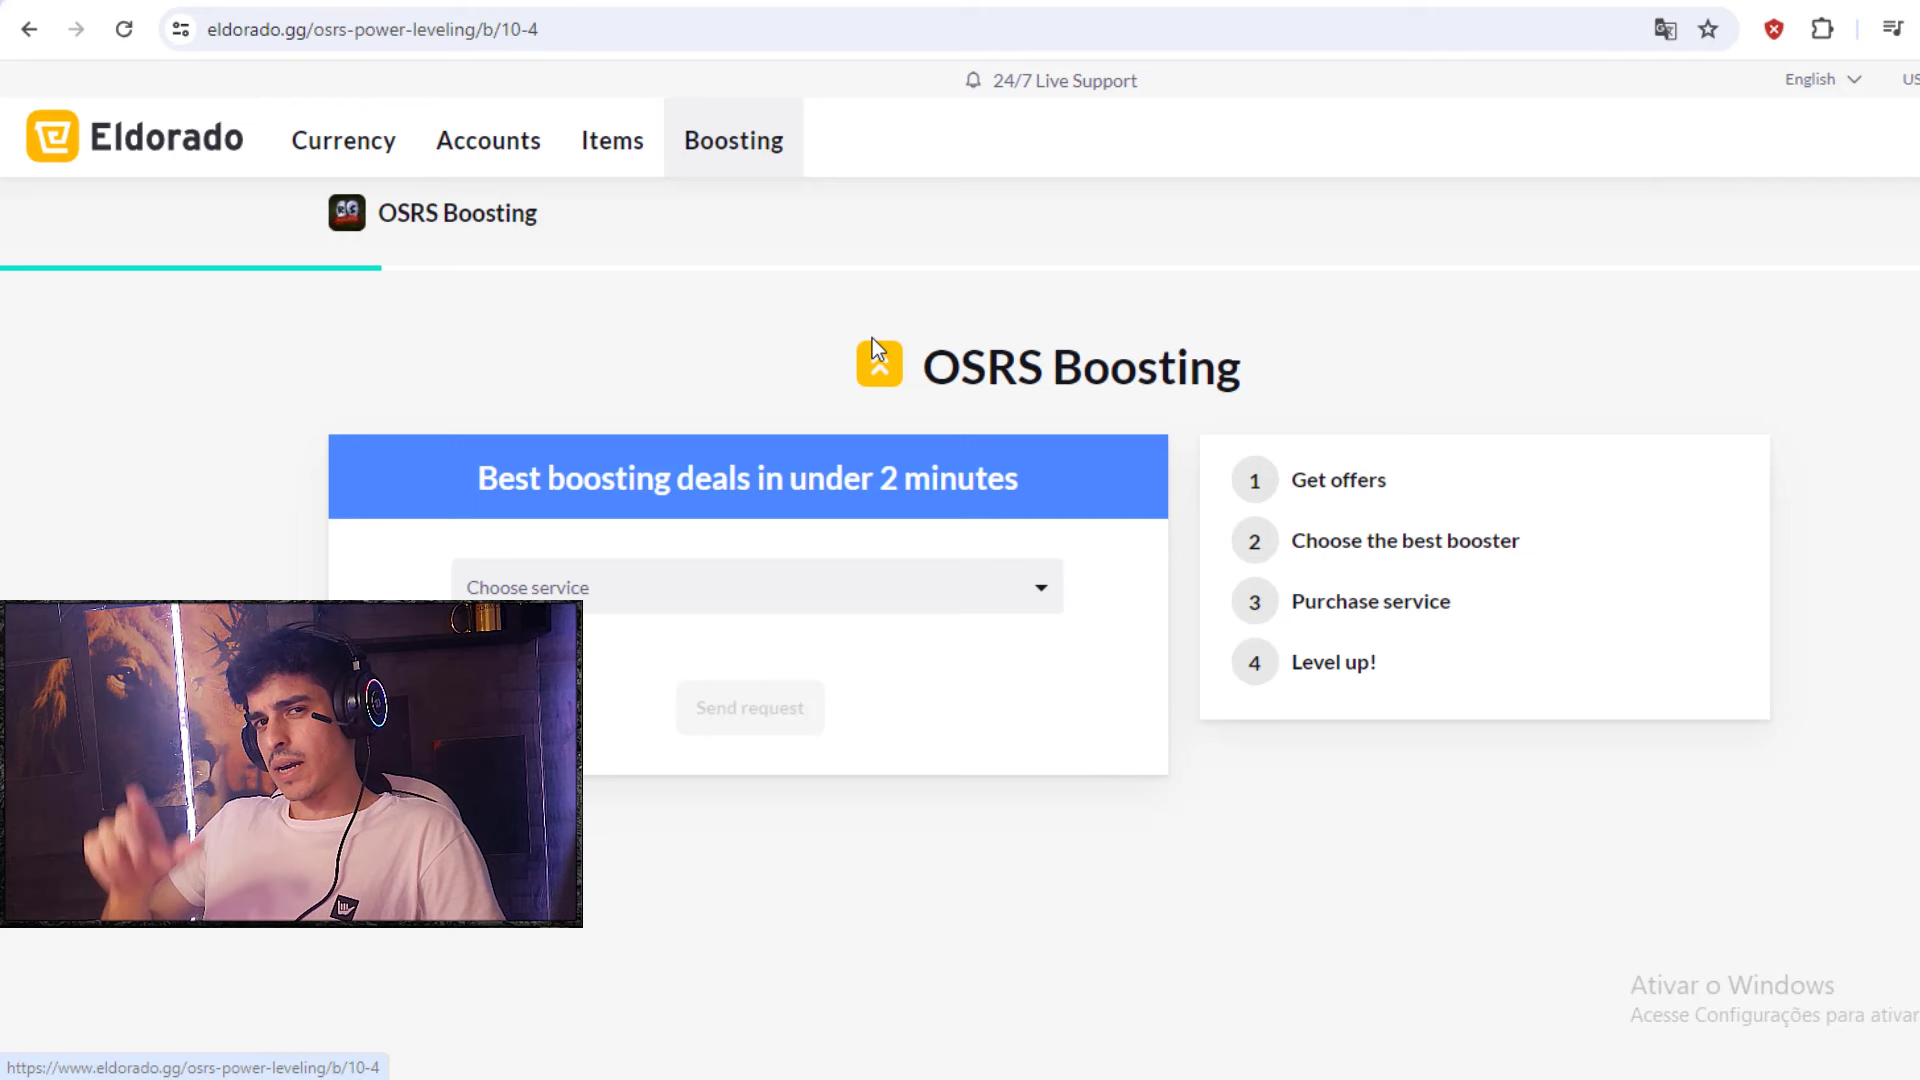 eldorado.gg/osrs-power-leveling/b/10-4
24/7 Live Support
English
US
Eldorado
Currency
Accounts
Items
Boosting
OSRS Boosting
OSRS Boosting
Best boosting deals in under 2 minutes
Choose service
Send request
1 Get offers
2 Choose the best booster
3 Purchase service
4 Level up!
Ativar o Windows
Acesse Configurações para ativar
https://www.eldorado.gg/osrs-power-leveling/b/10-4